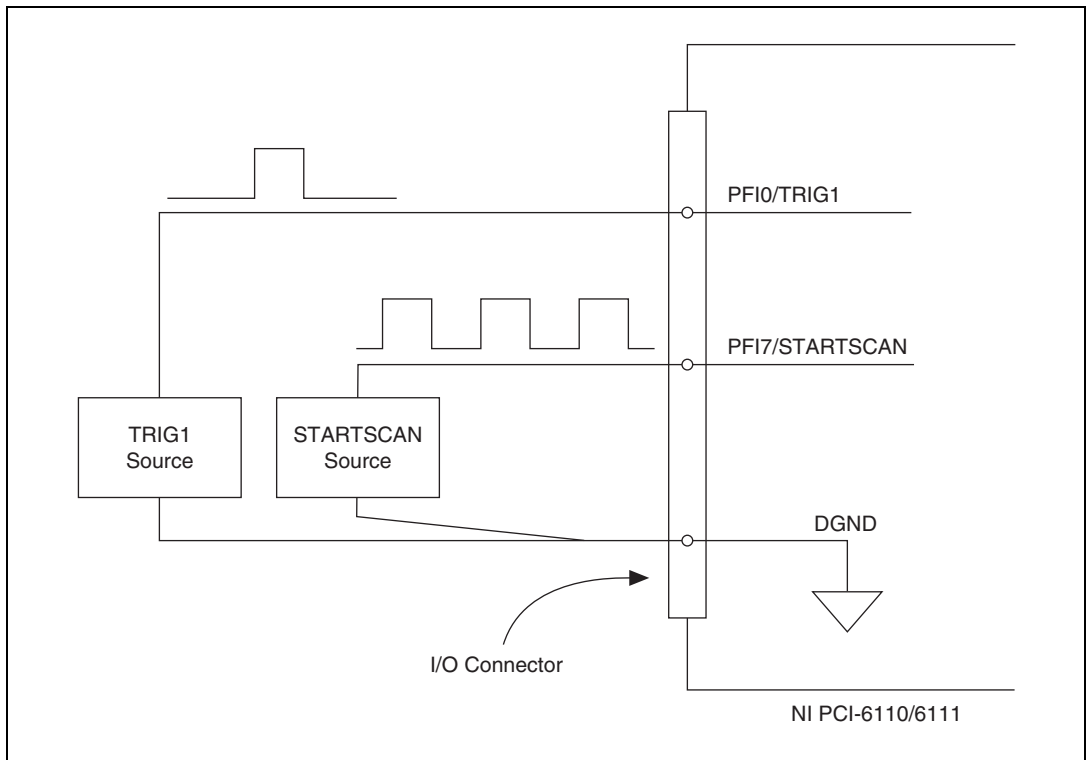 PFI0/TRIG1
PFI7/STARTSCAN
TRIG1
Source
STARTSCAN
Source
DGND
I/O Connector
NI PCI-6110/6111